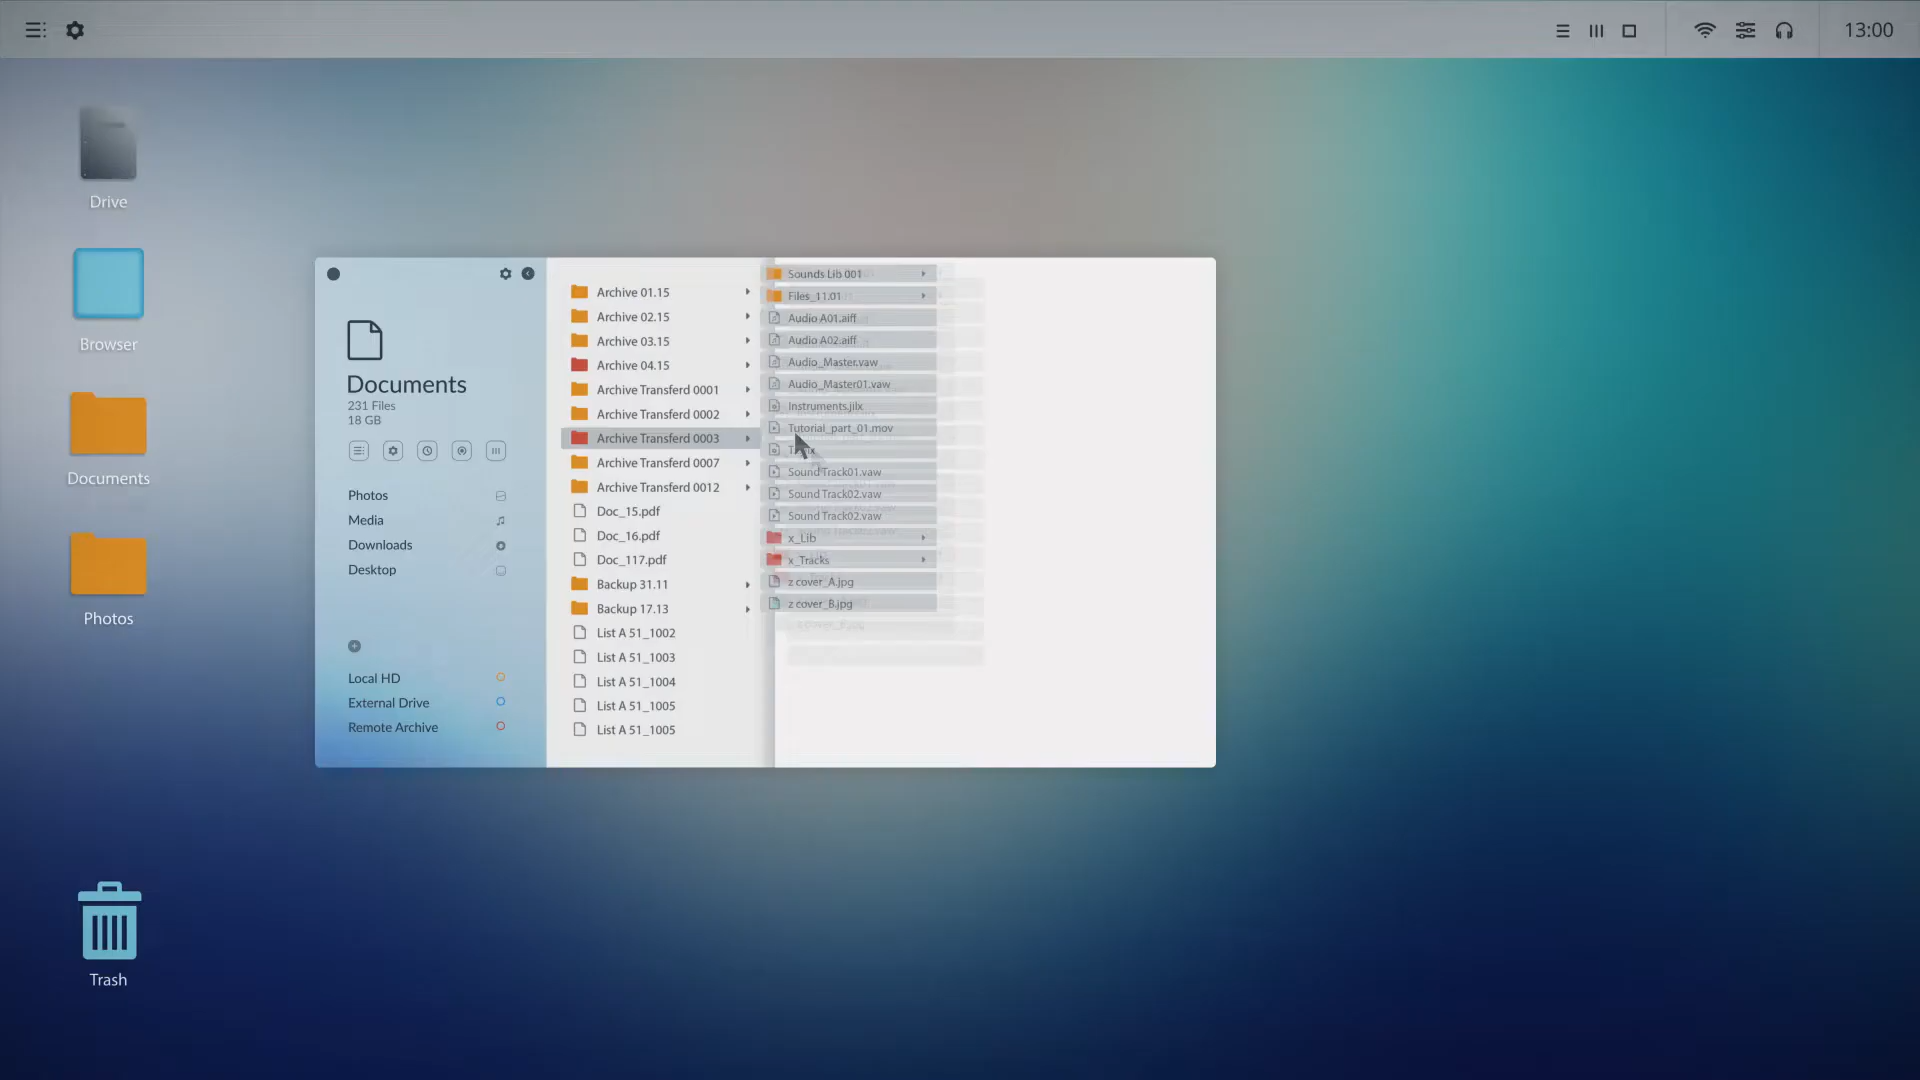 13:00
Drive
Browser
Documents
Photos
Trash
Documents
231 Files
18 GB
Photos
Media
Downloads
Desktop
Local HD
External Drive
Remote Archive
Archive 01.15
Archive 02.15
Archive 03.15
Archive 04.15
Archive Transferd 0001
Archive Transferd 0002
Archive Transferd 0003
Archive Transferd 0007
Archive Transferd 0012
Doc_15.pdf
Doc_16.pdf
Doc_117.pdf
Backup 31.11
Backup 17.13
List A 51_1002
List A 51_1003
List A 51_1004
List A 51_1005
List A 51_1005
Sounds Lib 001
Files_11.01
Audio A01.aiff
Audio A02.aiff
Audio_Master.vaw
Audio_Master01.vaw
Instruments.jilx
Tutorial_part_01.mov
Sound Track01.vaw
Sound Track02.vaw
Sound Track02.vaw
x_Lib
x_Tracks
z cover_A.jpg
z cover_B.jpg